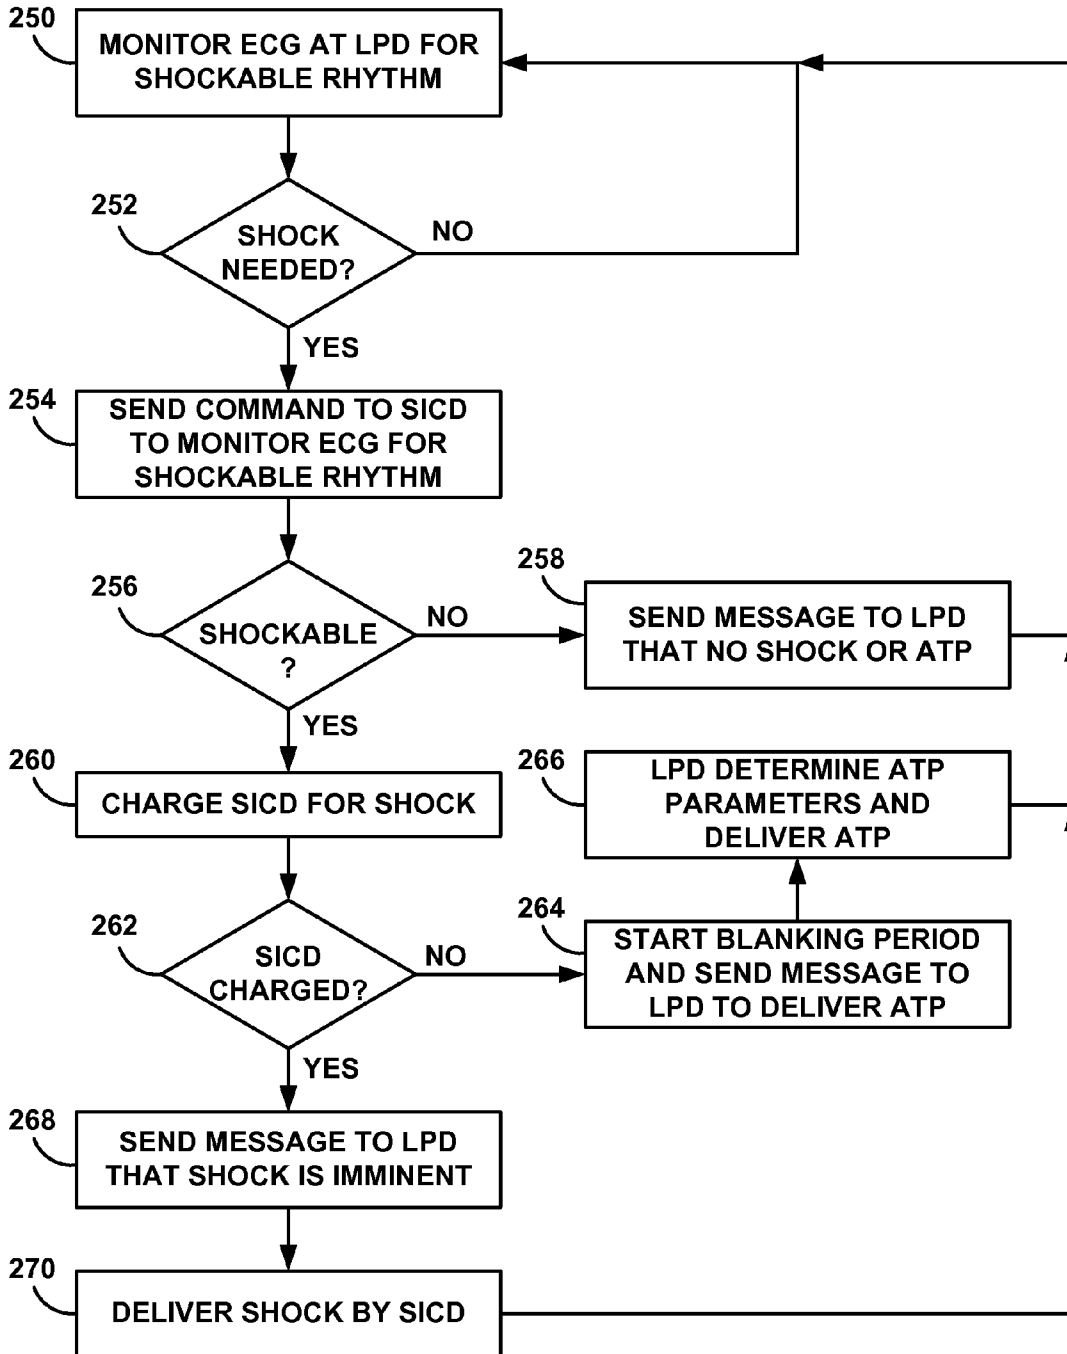 250
MONITOR ECG AT LPD FOR
SHOCKABLE RHYTHM
252
SHOCK
NEEDED?
NO
YES
254
SEND COMMAND TO SICD
TO MONITOR ECG FOR
SHOCKABLE RHYTHM
256
SHOCKABLE
?
NO
YES
258
SEND MESSAGE TO LPD
THAT NO SHOCK OR ATP
260
CHARGE SICD FOR SHOCK
266
LPD DETERMINE ATP
PARAMETERS AND
DELIVER ATP
262
SICD
CHARGED?
NO
YES
264
START BLANKING PERIOD
AND SEND MESSAGE TO
LPD TO DELIVER ATP
268
SEND MESSAGE TO LPD
THAT SHOCK IS IMMINENT
270
DELIVER SHOCK BY SICD